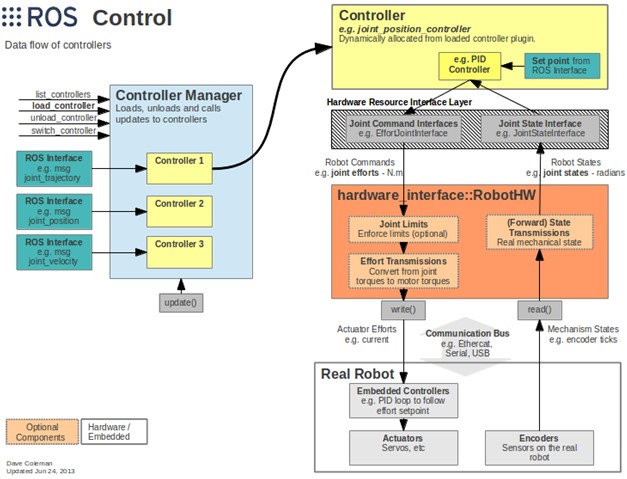 ROS Control
Data flow of controllers
list_controllers
load_controller
unload_controller
switch_controller
Controller Manager
Loads, unloads and calls
updates to controllers
ROS Interface
e.g. msg
joint_trajectory
Controller 1
ROS Interface
e.g. msg
joint_position
Controller 2
ROS Interface
e.g. msg
joint_velocity
Controller 3
update()
Controller
e.g. joint_position_controller
Dynamically allocated from loaded controller plugin.
e.g. PID
Controller
Set point from
ROS Interface
Hardware Resource Interface Layer
Joint Command Interfaces
e.g. EffortJointInterface
Joint State Interface
e.g. JointStateInterface
Robot Commands
e.g. joint efforts - N.m
Robot States
e.g. joint states - radians
hardware_interface::RobotHW
Joint Limits
Enforce limits (optional)
Effort Transmissions
Convert from joint
torques to motor torques
(Forward) State
Transmissions
Real mechanical state
write()
read()
Actuator Efforts
e.g. current
Communication Bus
e.g. Ethercat,
Serial, USB
Mechanism States
e.g. encoder ticks
Real Robot
Embedded Controllers
e.g. PID loop to follow
effort setpoint
Actuators
Servos, etc
Encoders
Sensors on the real
robot
Optional
Components
Hardware /
Embedded
Dave Coleman
Updated Jun 24, 2013